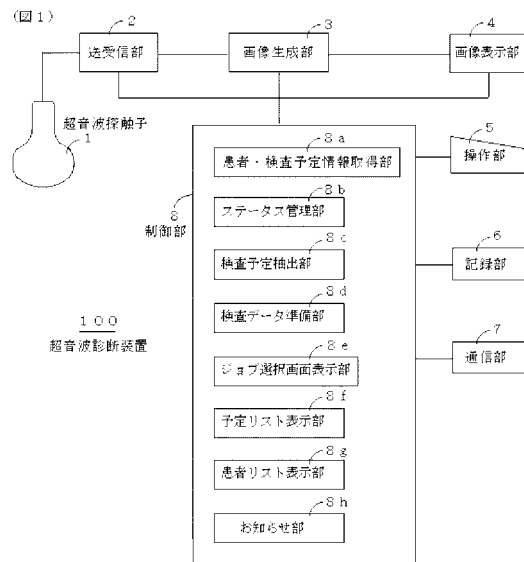 (図1)
2
送受信部
3
画像生成部
4
画像表示部
超音波探触子
1
5
操作部
8a
患者・検査予定情報取得部
8b
ステータス管理部
8
制御部
8c
検査予定抽出部
6
記録部
8d
検査データ準備部
100
超音波診断装置
7
通信部
8e
ジョブ選択画面表示部
8f
予定リスト表示部
8g
患者リスト表示部
8h
お知らせ部